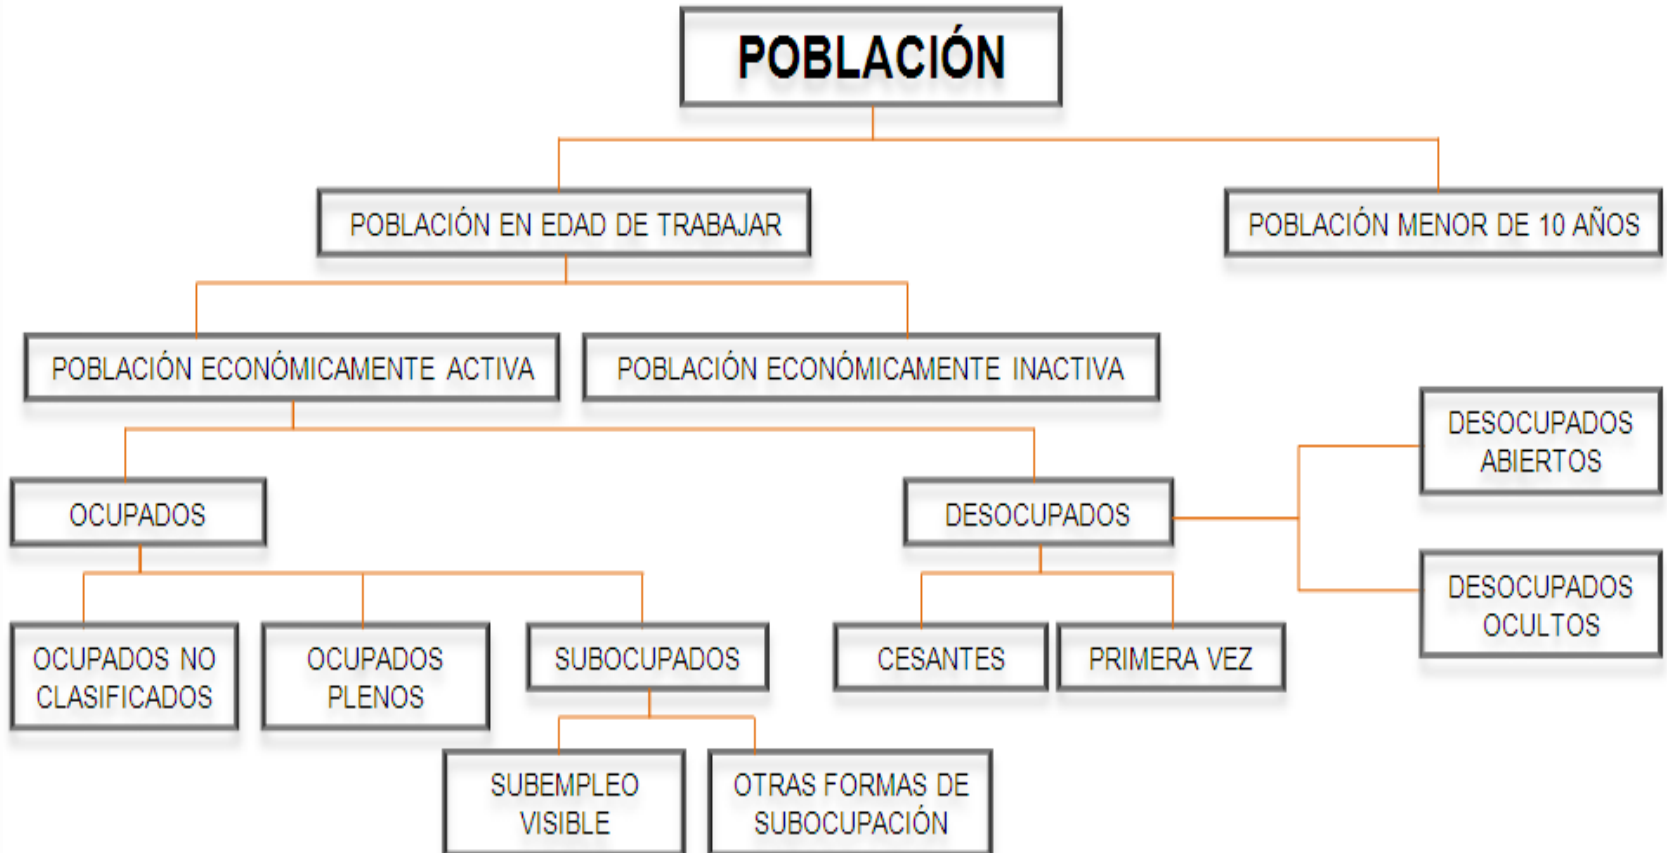 POBLACIÓN
POBLACIÓN EN EDAD DE TRABAJAR
POBLACIÓN MENOR DE 10 AÑOS
POBLACIÓN ECONÓMICAMENTE ACTIVA
POBLACIÓN ECONÓMICAMENTE INACTIVA
DESOCUPADOS
ABIERTOS
OCUPADOS
DESOCUPADOS
DESOCUPADOS
OCULTOS
OCUPADOS NO
CLASIFICADOS
OCUPADOS
PLENOS
SUBOCUPADOS
CESANTES
PRIMERA VEZ
SUBEMPLEO
VISIBLE
OTRAS FORMAS DE
SUBOCUPACIÓN